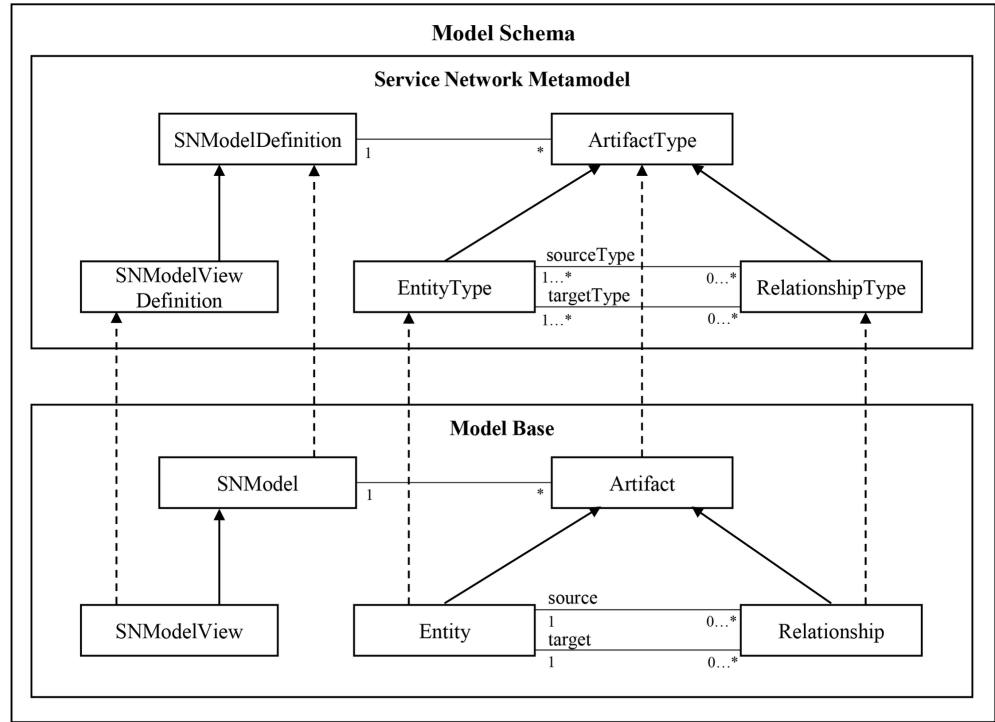 Model Schema
Service Network Metamodel
SNModelDefinition
1
*
ArtifactType
SNModelView
Definition
EntityType
sourceType
1...*
0...*
targetType
1...*
0...*
RelationshipType
Model Base
SNModel
1
*
Artifact
SNModelView
Entity
source
1
0...*
target
1
0...*
Relationship